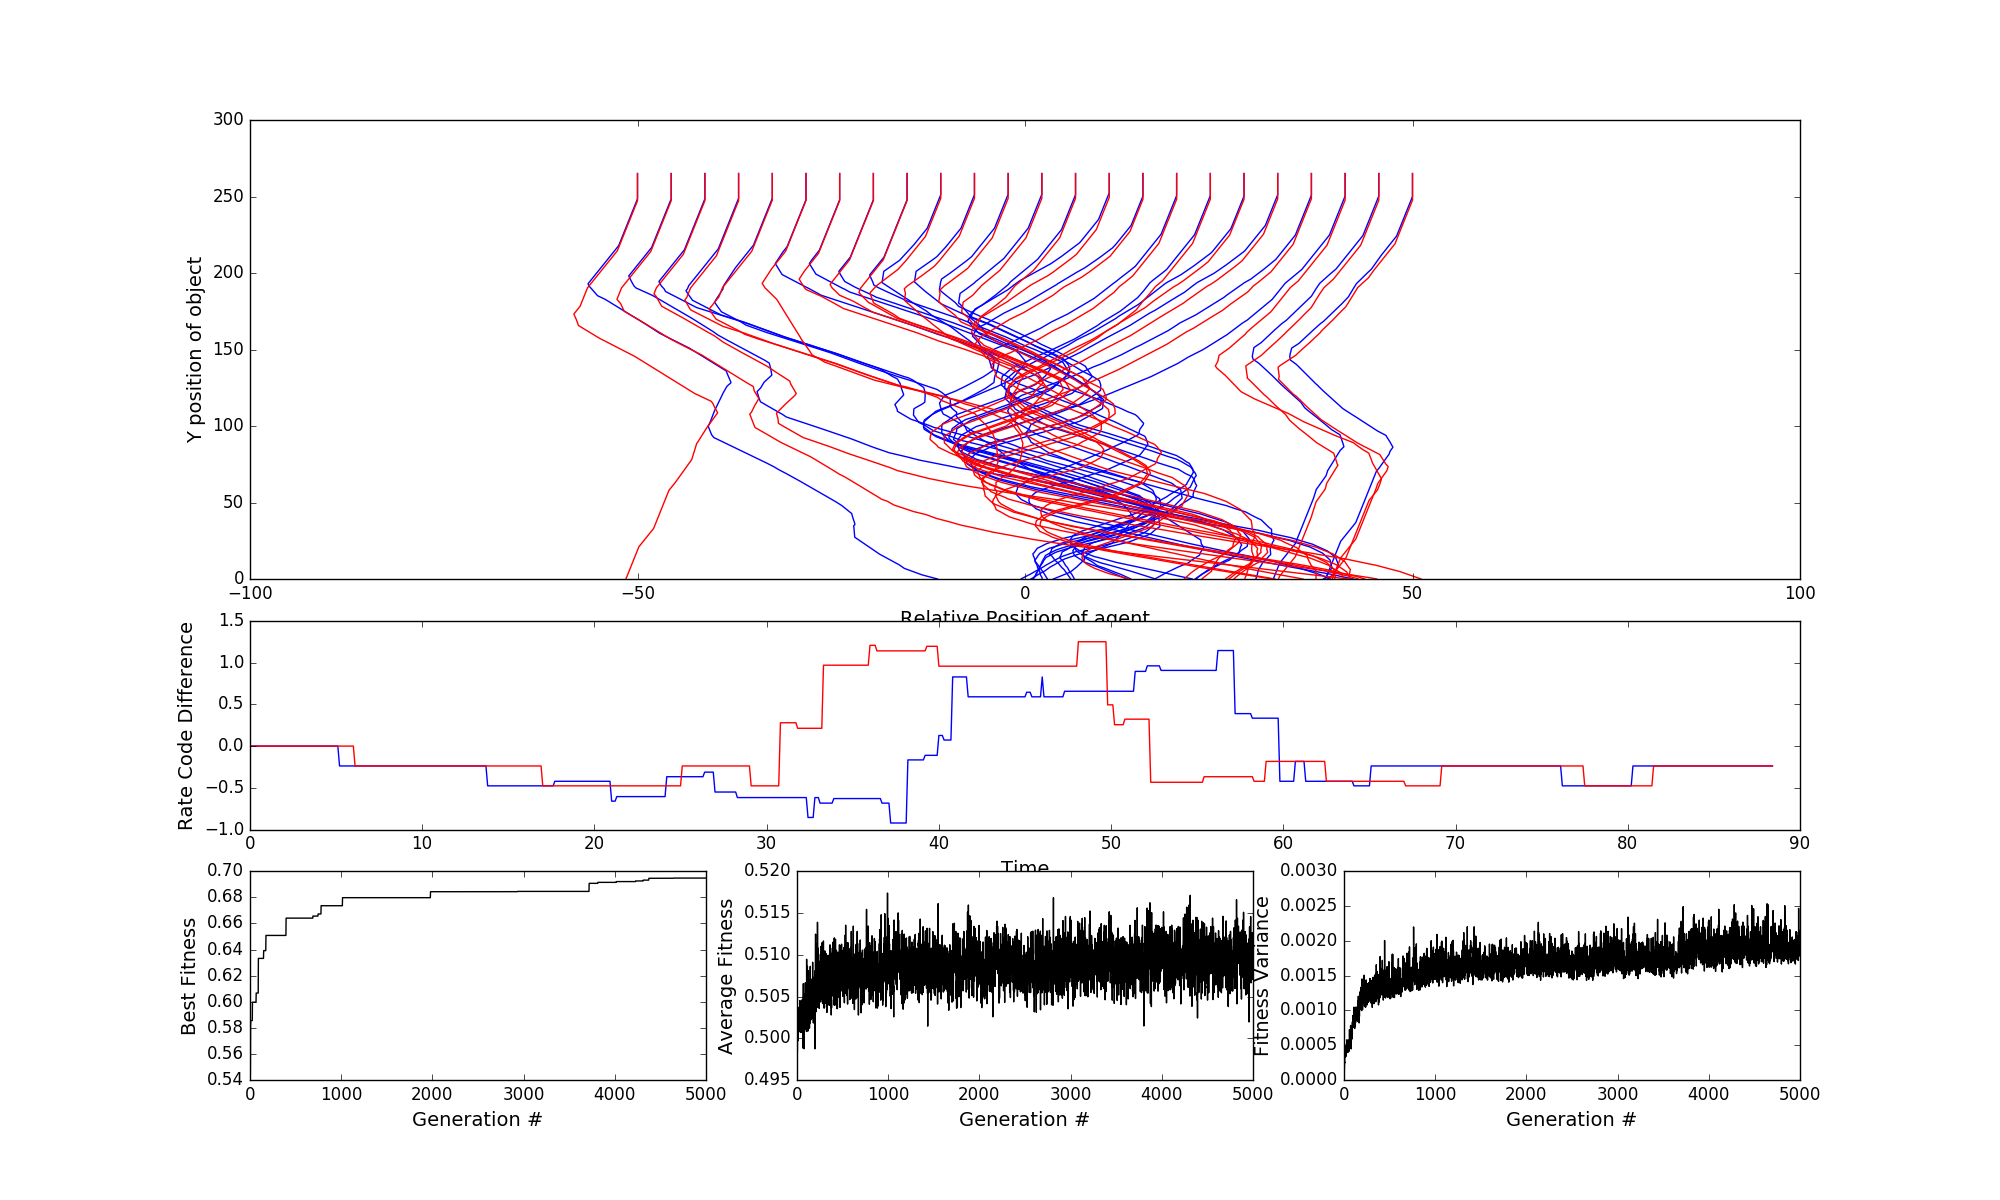 300
250
200
150
100
50
0
Y position of object
−100 −50 0 50 100
Relative Position of agent
1.5
1.0
0.5
0.0
−0.5
−1.0
Rate Code Difference
0 10 20 30 40 50 60 70 80 90
Time
0.70
0.68
0.66
0.64
0.62
0.60
0.58
0.56
0.54
Best Fitness
0 1000 2000 3000 4000 5000
Generation #
0.520
0.515
0.510
0.505
0.500
0.495
Average Fitness
0 1000 2000 3000 4000 5000
Generation #
0.0030
0.0025
0.0020
0.0015
0.0010
0.0005
0.0000
Fitness Variance
0 1000 2000 3000 4000 5000
Generation #